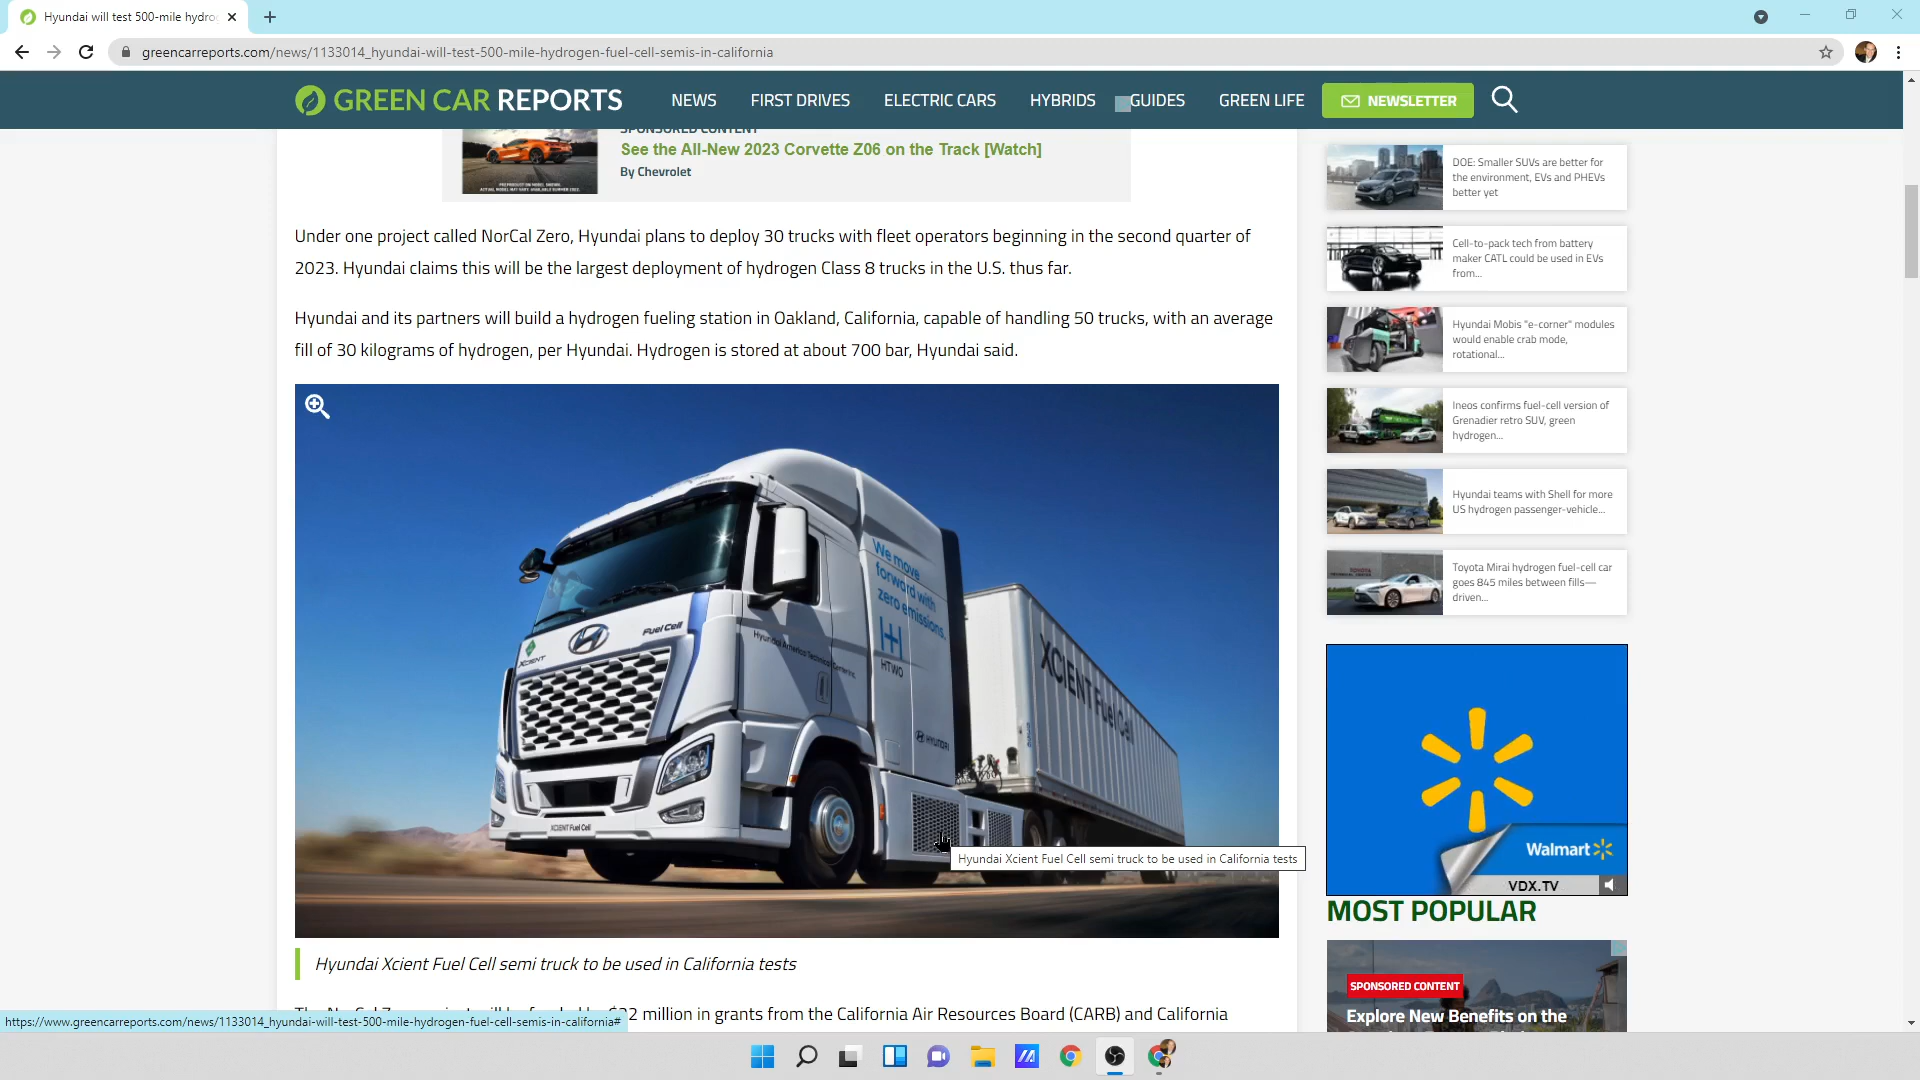 Hyundai will test 500-mile hydro
greencarreports.com/news/1133014_hyundai-will-test-500-mile-hydrogen-fuel-cell-semis-in-california
GREEN CAR REPORTS
NEWS FIRST DRIVES ELECTRIC CARS HYBRIDS GUIDES GREEN LIFE NEWSLETTER
SPONSORED CONTENT
See the All-New 2023 Corvette Z06 on the Track [Watch]
By Chevrolet
Under one project called NorCal Zero, Hyundai plans to deploy 30 trucks with fleet operators beginning in the second quarter of
2023. Hyundai claims this will be the largest deployment of hydrogen Class 8 trucks in the U.S. thus far.
Hyundai and its partners will build a hydrogen fueling station in Oakland, California, capable of handling 50 trucks, with an average
fill of 30 kilograms of hydrogen, per Hyundai. Hydrogen is stored at about 700 bar, Hyundai said.
We move
forward with
zero emissions.
HTWO
Fuel Cell
XCIENT
Hyundai America Technical Center, Inc.
HYUNDAI
XCIENT Fuel Cell
XCIENT Fuel Cell
Hyundai Xcient Fuel Cell semi truck to be used in California tests
Hyundai Xcient Fuel Cell semi truck to be used in California tests
million in grants from the California Air Resources Board (CARB) and California
https://www.greencarreports.com/news/1133014_hyundai-will-test-500-mile-hydrogen-fuel-cell-semis-in-california#
DOE: Smaller SUVs are better for
the environment, EVs and PHEVs
better yet
Cell-to-pack tech from battery
maker CATL could be used in EVs
from...
Hyundai Mobis "e-corner" modules
would enable crab mode,
rotational...
Ineos confirms fuel-cell version of
Grenadier retro SUV, green
hydrogen...
Hyundai teams with Shell for more
US hydrogen passenger-vehicle...
Toyota Mirai hydrogen fuel-cell car
goes 845 miles between fills—
driven...
Walmart
VDX.TV
MOST POPULAR
SPONSORED CONTENT
Explore New Benefits on the